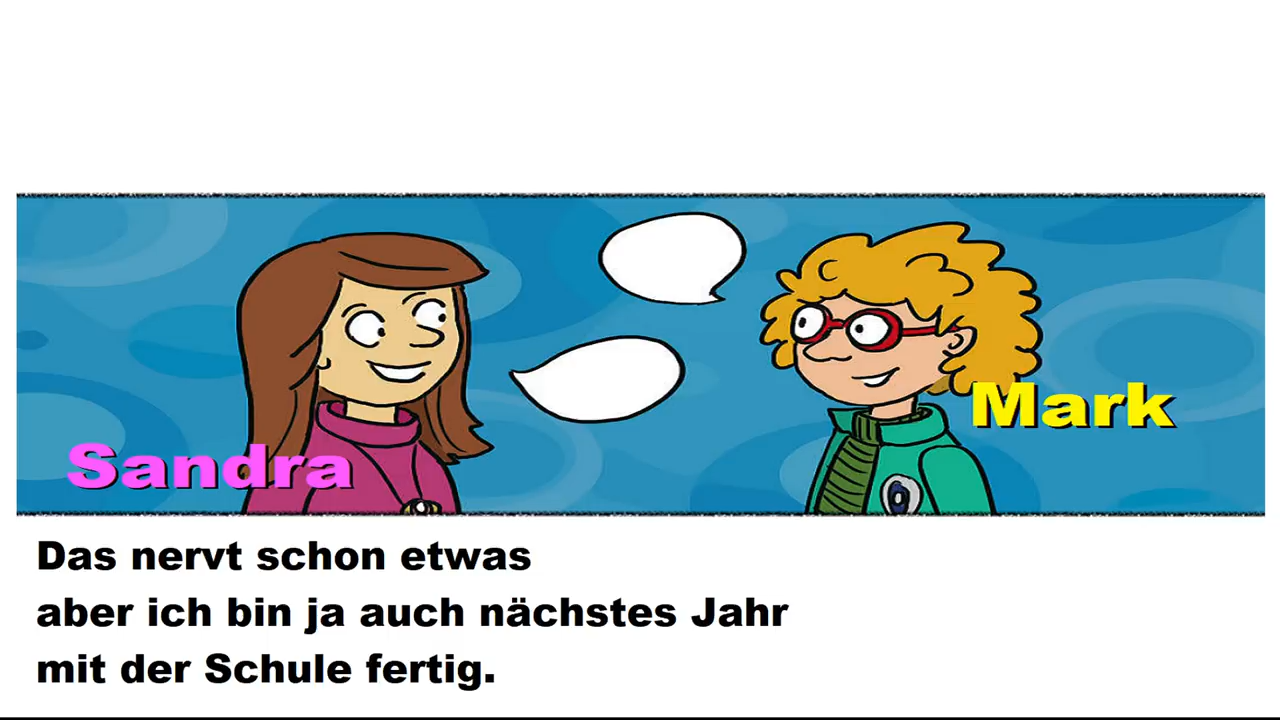 Mark
Sandra
Das nervt schon etwas
aber ich bin ja auch nächstes Jahr
mit der Schule fertig.